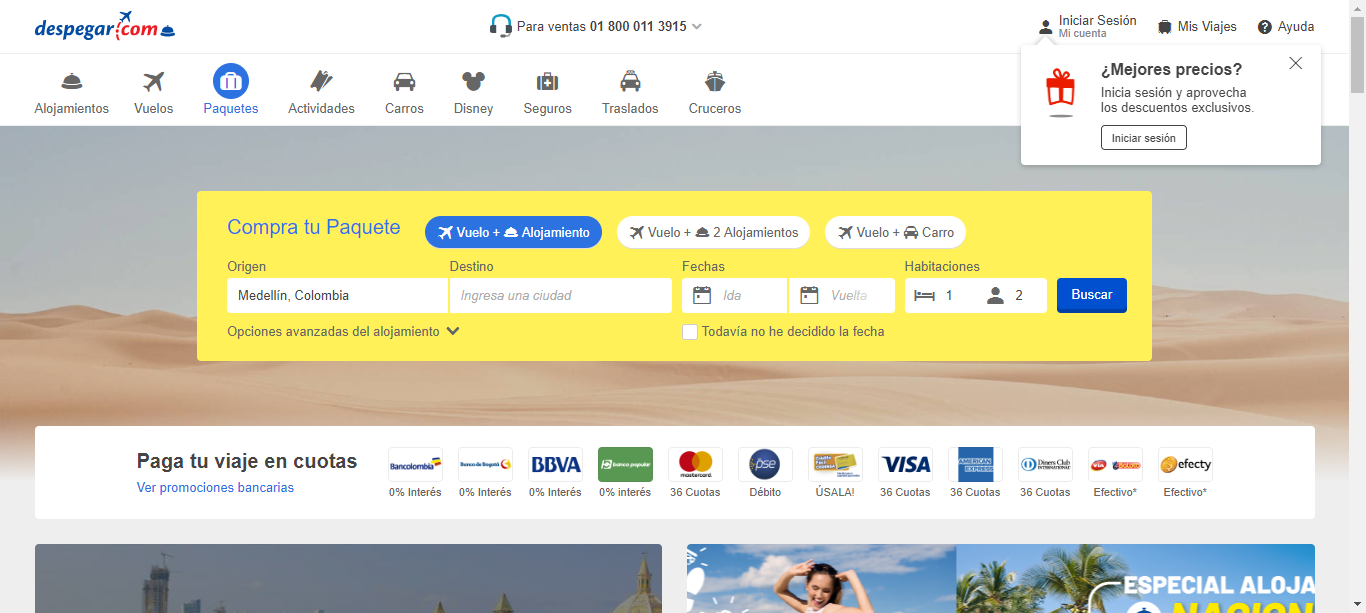 despegar.com
Para ventas 01 800 011 3915
Iniciar Sesión
Mi cuenta
Mis Viajes
Ayuda
¿Mejores precios?
Inicia sesión y aprovecha
los descuentos exclusivos.
Iniciar sesión
Alojamientos
Vuelos
Paquetes
Actividades
Carros
Disney
Seguros
Traslados
Cruceros
Compra tu Paquete
Vuelo + Alojamiento
Vuelo + 2 Alojamientos
Vuelo + Carro
Origen
Destino
Fechas
Habitaciones
Medellín, Colombia
Ingresa una ciudad
Ida
Vuelta
1
2
Buscar
Opciones avanzadas del alojamiento
Todavía no he decidido la fecha
Paga tu viaje en cuotas
Ver promociones bancarias
Bancolombia
0% Interés
Banco de Bogotá
0% Interés
BBVA
0% Interés
banco popular
0% interés
mastercard
36 Cuotas
pse
Débito
ÚSALA!
VISA
36 Cuotas
AMERICAN EXPRESS
36 Cuotas
Diners Club
INTERNATIONAL
36 Cuotas
via baloto
Efectivo*
efecty
Efectivo*
ESPECIAL ALOJA
NACION